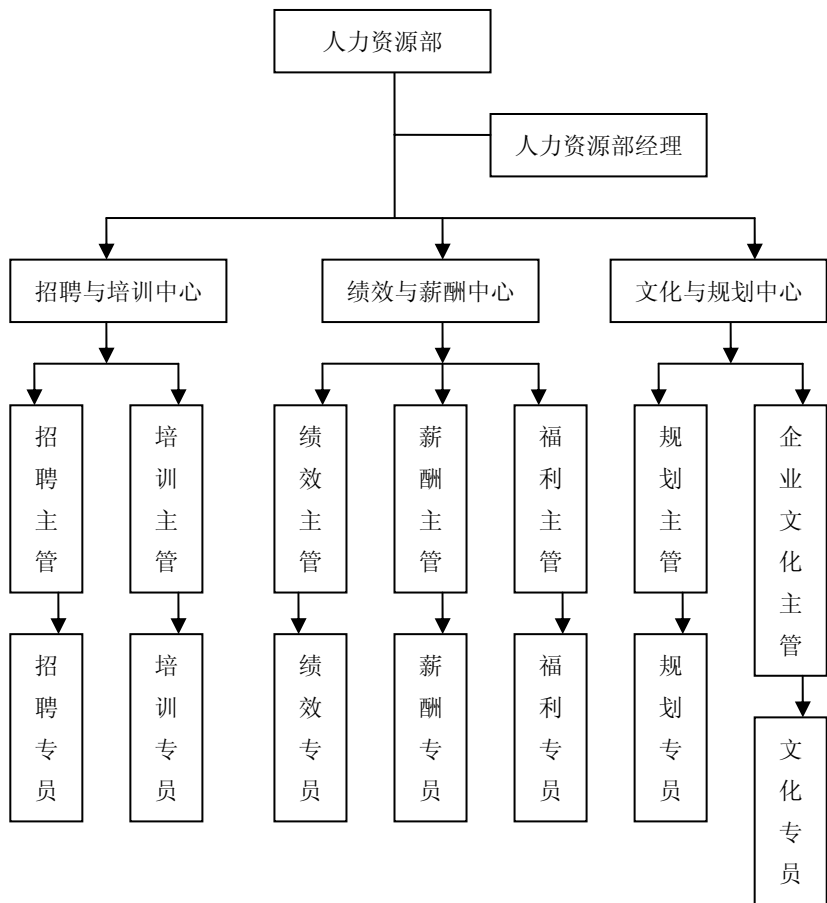 人力资源部
人力资源部经理
招聘与培训中心
绩效与薪酬中心
文化与规划中心
招聘主管
培训主管
绩效主管
薪酬主管
福利主管
规划主管
企业文化主管
招聘专员
培训专员
绩效专员
薪酬专员
福利专员
规划专员
文化专员